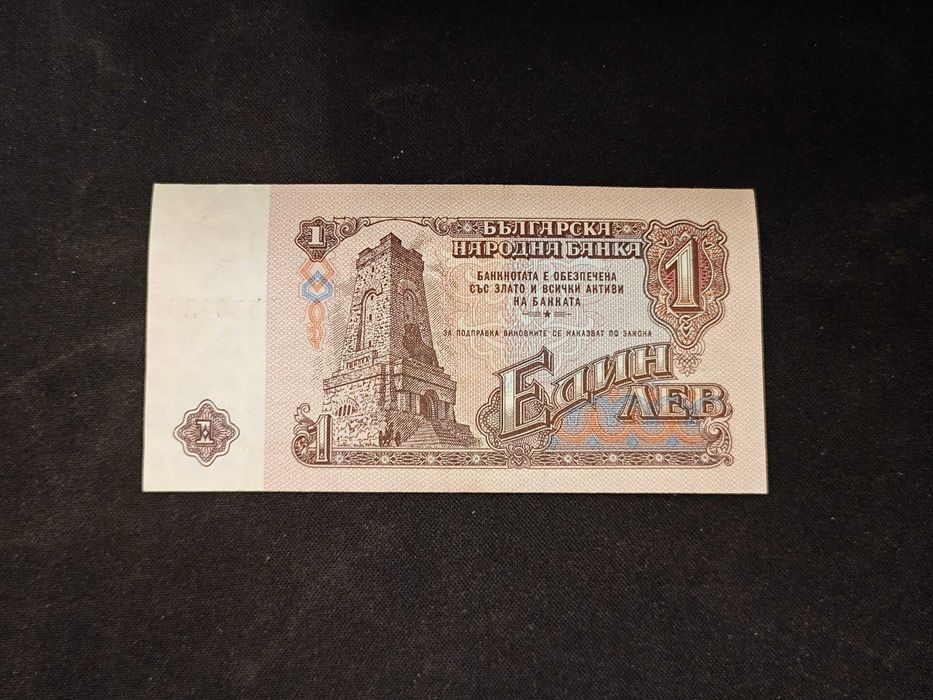 1
БЪЛГАРСКА
НАРОДНА БАНКА
1
БАНКНОТАТА Е ОБЕЗПЕЧЕНА
СЪС ЗЛАТО И ВСИЧКИ АКТИВИ
НА БАНКАТА
ЗА ПОДПРАВКА ВИНОВНИТЕ СЕ НАКАЗВАТ ПО ЗАКОНА
ЕДИН
ЛЕВ
1